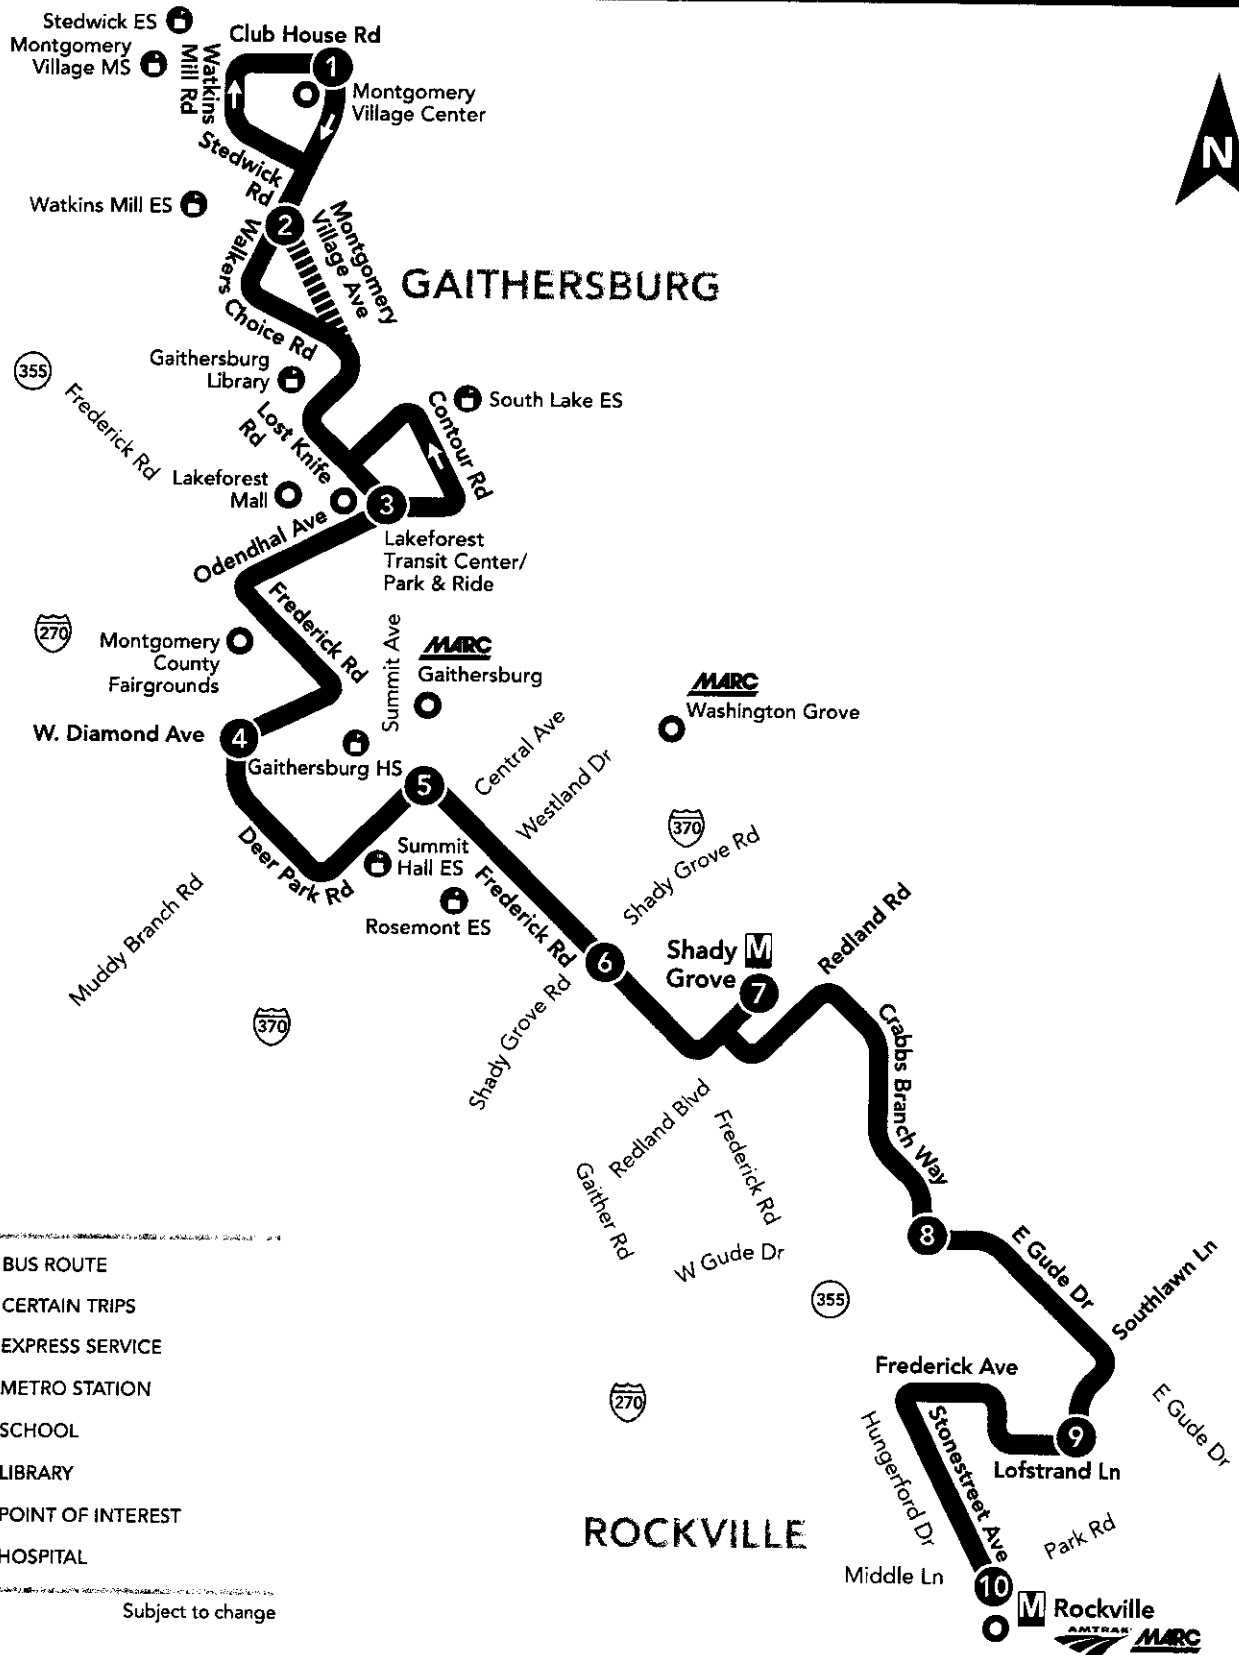 Stedwick ES
Montgomery
Village MS
Watkins
Mill Rd
Club House Rd
1
Montgomery
Village Center
N
Stedwick
Rd
Watkins Mill ES
2
Montgomery
Village Ave
Walkers
Choice Rd
GAITHERSBURG
355
Frederick Rd
Gaithersburg
Library
Lost Knife
Rd
South Lake ES
Contour Rd
Lakeforest
Mall
3
Odendhal Ave
Lakeforest
Transit Center/
Park & Ride
270
Frederick Rd
Montgomery
County
Fairgrounds
Summit Ave
MARC
Gaithersburg
MARC
Washington Grove
W. Diamond Ave
4
Gaithersburg HS
5
Central Ave
Westland Dr
370
Shady Grove Rd
Deer Park Rd
Summit
Hall ES
Rosemont ES
Frederick Rd
Muddy Branch Rd
370
6
Shady Grove Rd
Shady
Grove
M
7
Redland Rd
Crabbs Branch Way
Redland Blvd
Frederick Rd
Gaither Rd
W Gude Dr
355
8
E Gude Dr
Southlawn Ln
BUS ROUTE
CERTAIN TRIPS
EXPRESS SERVICE
METRO STATION
SCHOOL
LIBRARY
POINT OF INTEREST
HOSPITAL
Subject to change
270
Frederick Ave
9
Lofstrand Ln
E Gude Dr
Hungerford Dr
Stonestreet Ave
ROCKVILLE
Park Rd
Middle Ln
10
M Rockville
AMTRAK MARC